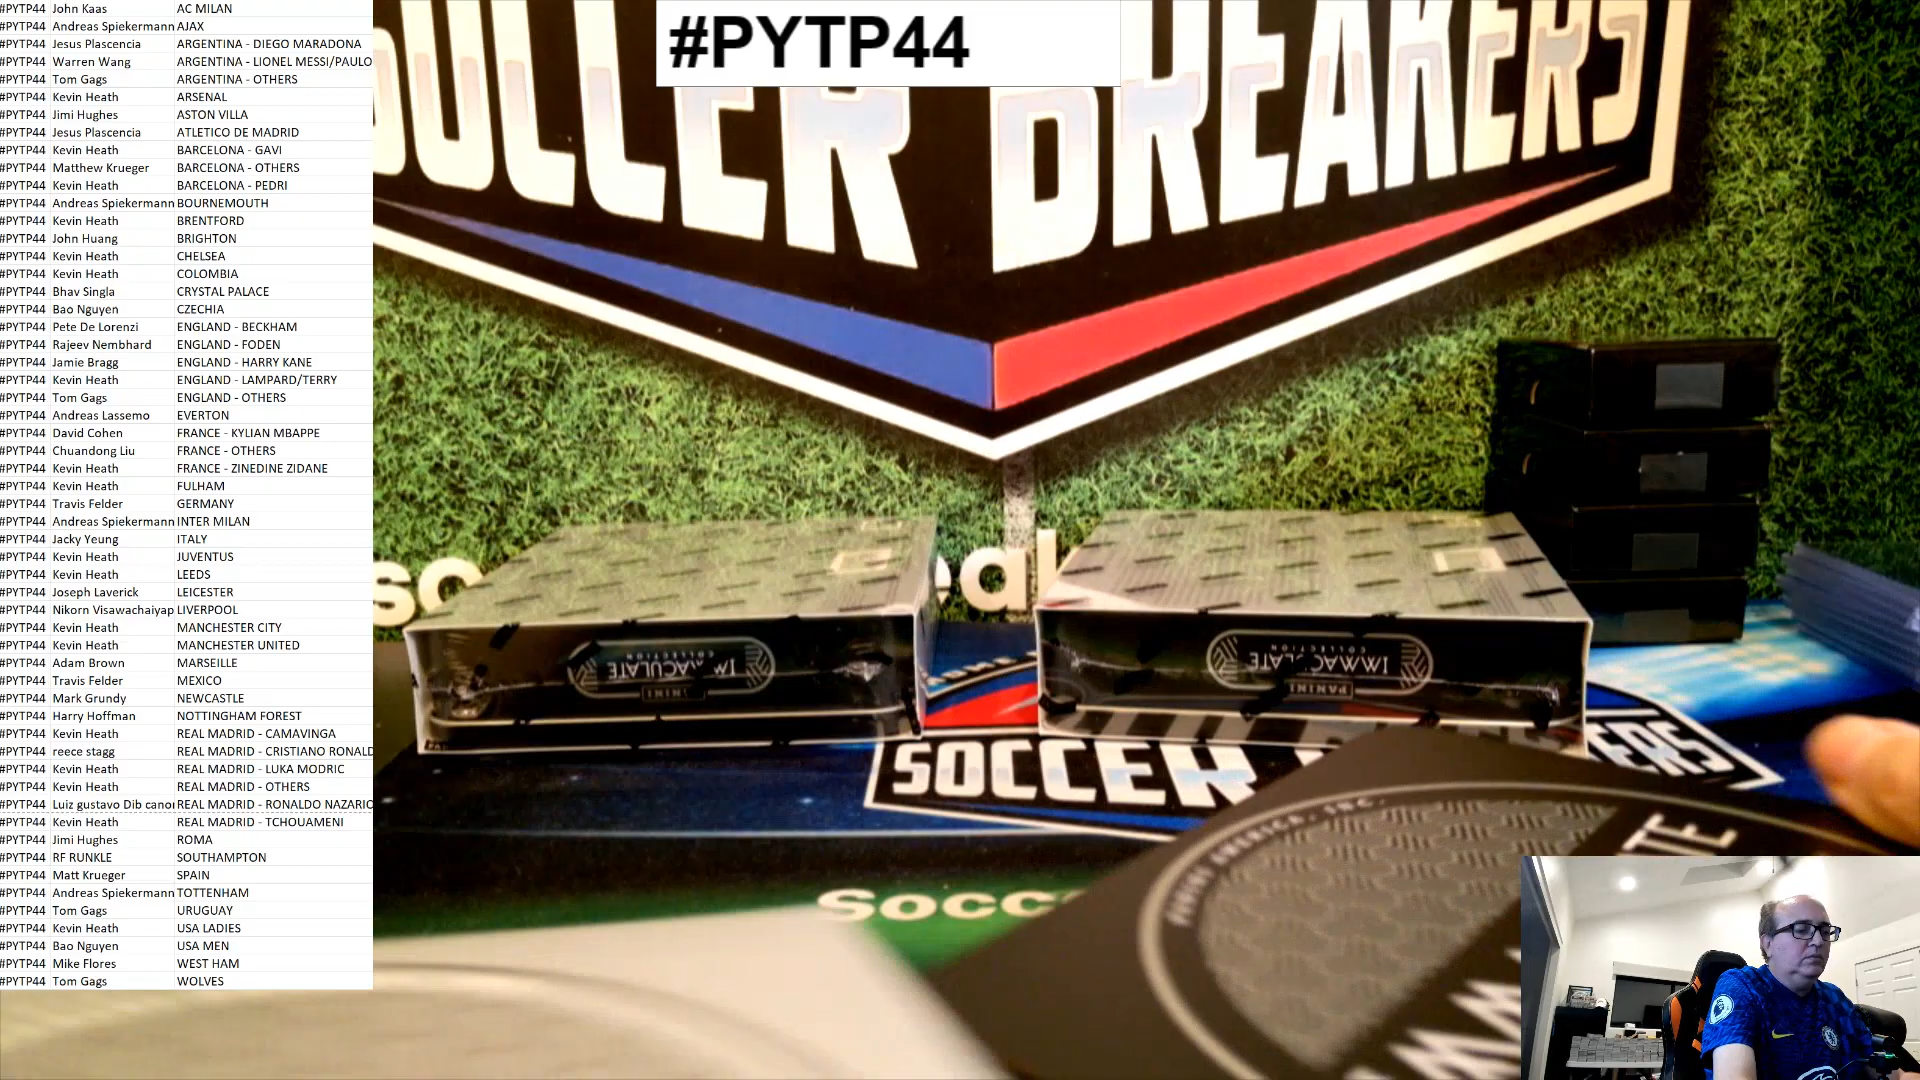 #PYTP44 John Kaas AC MILAN
#PYTP44 Andreas Spiekermann AJAX
#PYTP44 Jesus Plascencia ARGENTINA - DIEGO MARADONA
#PYTP44 Warren Wang ARGENTINA - LIONEL MESSI/PAULO
#PYTP44 Tom Gags ARGENTINA - OTHERS
#PYTP44 Kevin Heath ARSENAL
#PYTP44 Jimi Hughes ASTON VILLA
#PYTP44 Jesus Plascencia ATLETICO DE MADRID
#PYTP44 Kevin Heath BARCELONA - GAVI
#PYTP44 Matthew Krueger BARCELONA - OTHERS
#PYTP44 Kevin Heath BARCELONA - PEDRI
#PYTP44 Andreas Spiekermann BOURNEMOUTH
#PYTP44 Kevin Heath BRENTFORD
#PYTP44 John Huang BRIGHTON
#PYTP44 Kevin Heath CHELSEA
#PYTP44 Kevin Heath COLOMBIA
#PYTP44 Bhav Singla CRYSTAL PALACE
#PYTP44 Bao Nguyen CZECHIA
#PYTP44 Pete De Lorenzi ENGLAND - BECKHAM
#PYTP44 Rajeev Nembhard ENGLAND - FODEN
#PYTP44 Jamie Bragg ENGLAND - HARRY KANE
#PYTP44 Kevin Heath ENGLAND - LAMPARD/TERRY
#PYTP44 Tom Gags ENGLAND - OTHERS
#PYTP44 Andreas Lassemo EVERTON
#PYTP44 David Cohen FRANCE - KYLIAN MBAPPE
#PYTP44 Chuandong Liu FRANCE - OTHERS
#PYTP44 Kevin Heath FRANCE - ZINEDINE ZIDANE
#PYTP44 Kevin Heath FULHAM
#PYTP44 Travis Felder GERMANY
#PYTP44 Andreas Spiekermann INTER MILAN
#PYTP44 Jacky Yeung ITALY
#PYTP44 Kevin Heath JUVENTUS
#PYTP44 Kevin Heath LEEDS
#PYTP44 Joseph Laverick LEICESTER
#PYTP44 Nikorn Visawachaiyap LIVERPOOL
#PYTP44 Kevin Heath MANCHESTER CITY
#PYTP44 Kevin Heath MANCHESTER UNITED
#PYTP44 Adam Brown MARSEILLE
#PYTP44 Travis Felder MEXICO
#PYTP44 Mark Grundy NEWCASTLE
#PYTP44 Harry Hoffman NOTTINGHAM FOREST
#PYTP44 Kevin Heath REAL MADRID - CAMAVINGA
#PYTP44 reece stagg REAL MADRID - CRISTIANO RONALD
#PYTP44 Kevin Heath REAL MADRID - LUKA MODRIC
#PYTP44 Kevin Heath REAL MADRID - OTHERS
#PYTP44 Luiz gustavo Dib canoi REAL MADRID - RONALDO NAZARIO
#PYTP44 Kevin Heath REAL MADRID - TCHOUAMENI
#PYTP44 Jimi Hughes ROMA
#PYTP44 RF RUNKLE SOUTHAMPTON
#PYTP44 Matt Krueger SPAIN
#PYTP44 Andreas Spiekermann TOTTENHAM
#PYTP44 Tom Gags URUGUAY
#PYTP44 Kevin Heath USA LADIES
#PYTP44 Bao Nguyen USA MEN
#PYTP44 Mike Flores WEST HAM
#PYTP44 Tom Gags WOLVES
#PYTP44
SOCCER BREAKERS
IMMACULATE
COLLECTION
PANINI
IMMACULATE
COLLECTION
PANINI
SOCCER
ERS
Socc
PANINI AMERICA, INC.